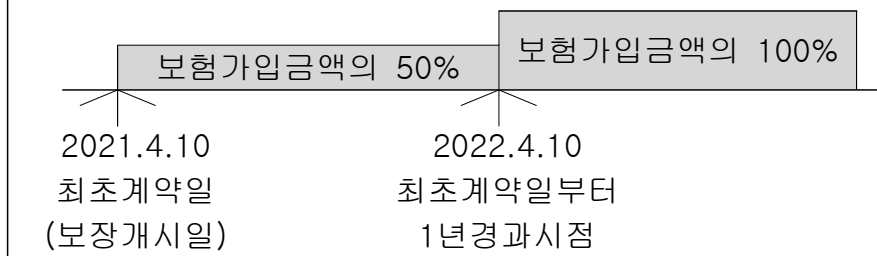 보험가입금액의 50%
보험가입금액의 100%
2021.4.10
최초계약일
(보장개시일)
2022.4.10
최초계약일부터
1년경과시점